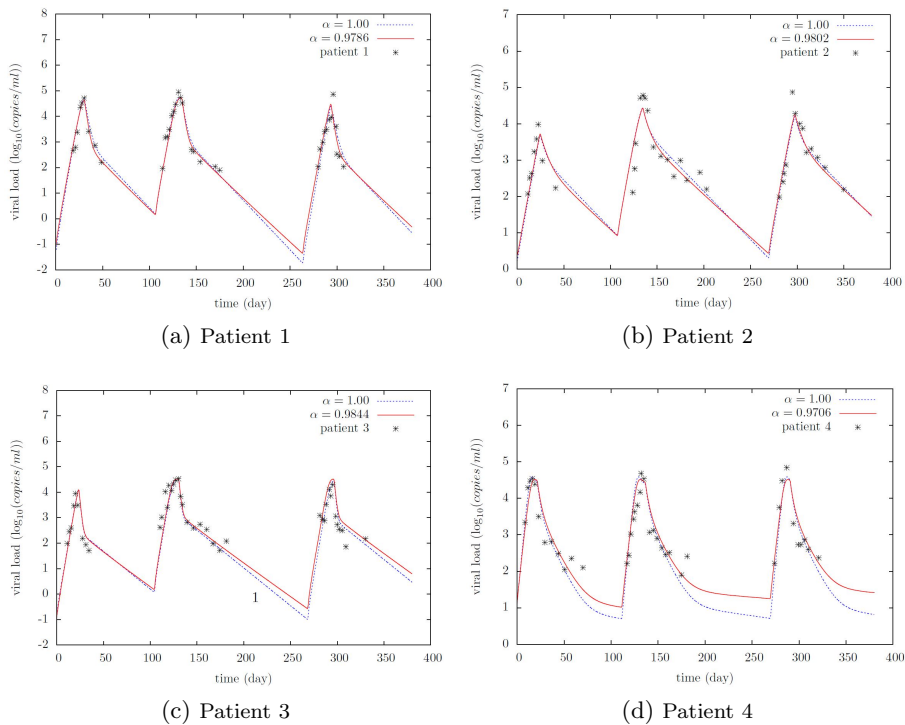 8
7
6
5
4
3
2
1
0
-1
-2
0 50 100 150 200 250 300 350 400
viral load (log10(copies/ml))
time (day)
α = 1.00
α = 0.9786
patient 1
(a) Patient 1
7
6
5
4
3
2
1
0
0 50 100 150 200 250 300 350 400
viral load (log10(copies/ml))
time (day)
α = 1.00
α = 0.9802
patient 2
(b) Patient 2
8
7
6
5
4
3
2
1
0
-1
-2
0 50 100 150 200 250 300 350 400
viral load (log10(copies/ml))
time (day)
α = 1.00
α = 0.9844
patient 3
1
(c) Patient 3
7
6
5
4
3
2
1
0
0 50 100 150 200 250 300 350 400
viral load (log10(copies/ml))
time (day)
α = 1.00
α = 0.9706
patient 4
(d) Patient 4